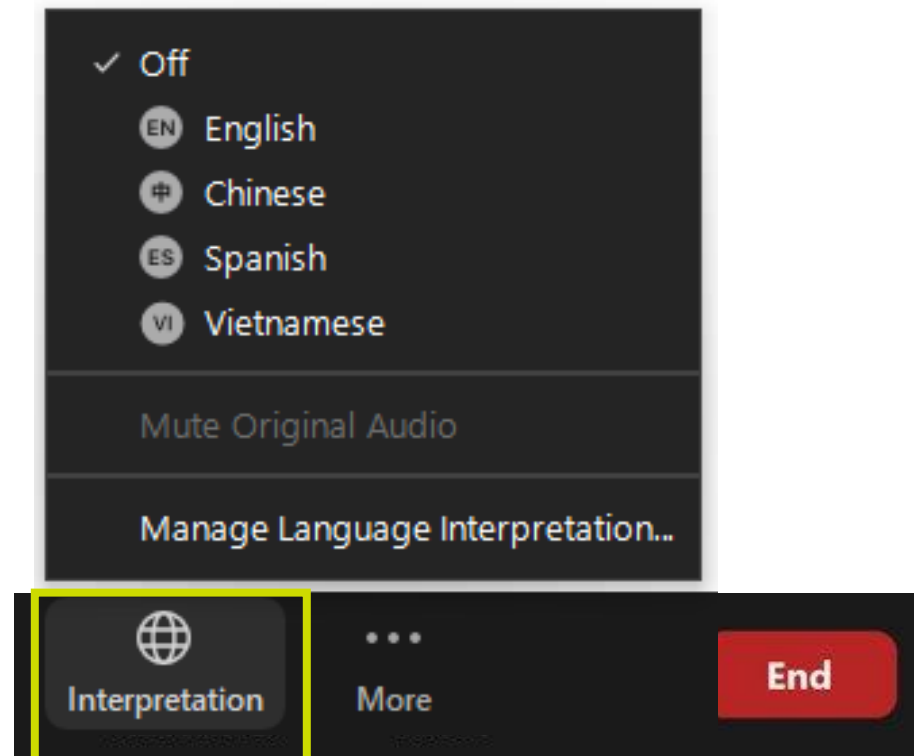 Off
EN English
中 Chinese
ES Spanish
VI Vietnamese
Mute Original Audio
Manage Language Interpretation...
Interpretation
More
End